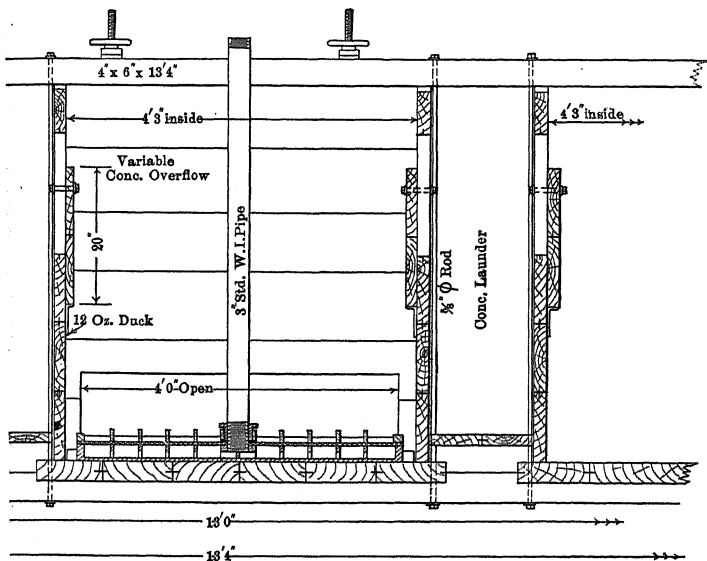 4" x 6" x 13'4"
4'3" inside
4'3" inside
Variable
Conc. Overflow
20"
3" Std. W.I. Pipe
5/8" ϕ Rod
Conc. Launder
12 Oz. Duck
4'0" Open
13'0"
13'4"